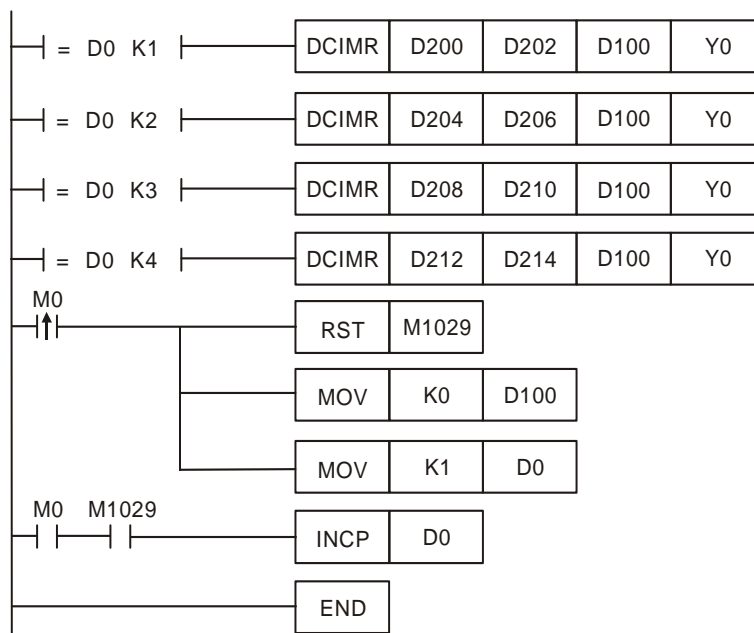 = D0 K1 DCIMR D200 D202 D100 Y0
= D0 K2 DCIMR D204 D206 D100 Y0
= D0 K3 DCIMR D208 D210 D100 Y0
= D0 K4 DCIMR D212 D214 D100 Y0
M0
RST M1029
MOV K0 D100
MOV K1 D0
M0 M1029
INCP D0
END